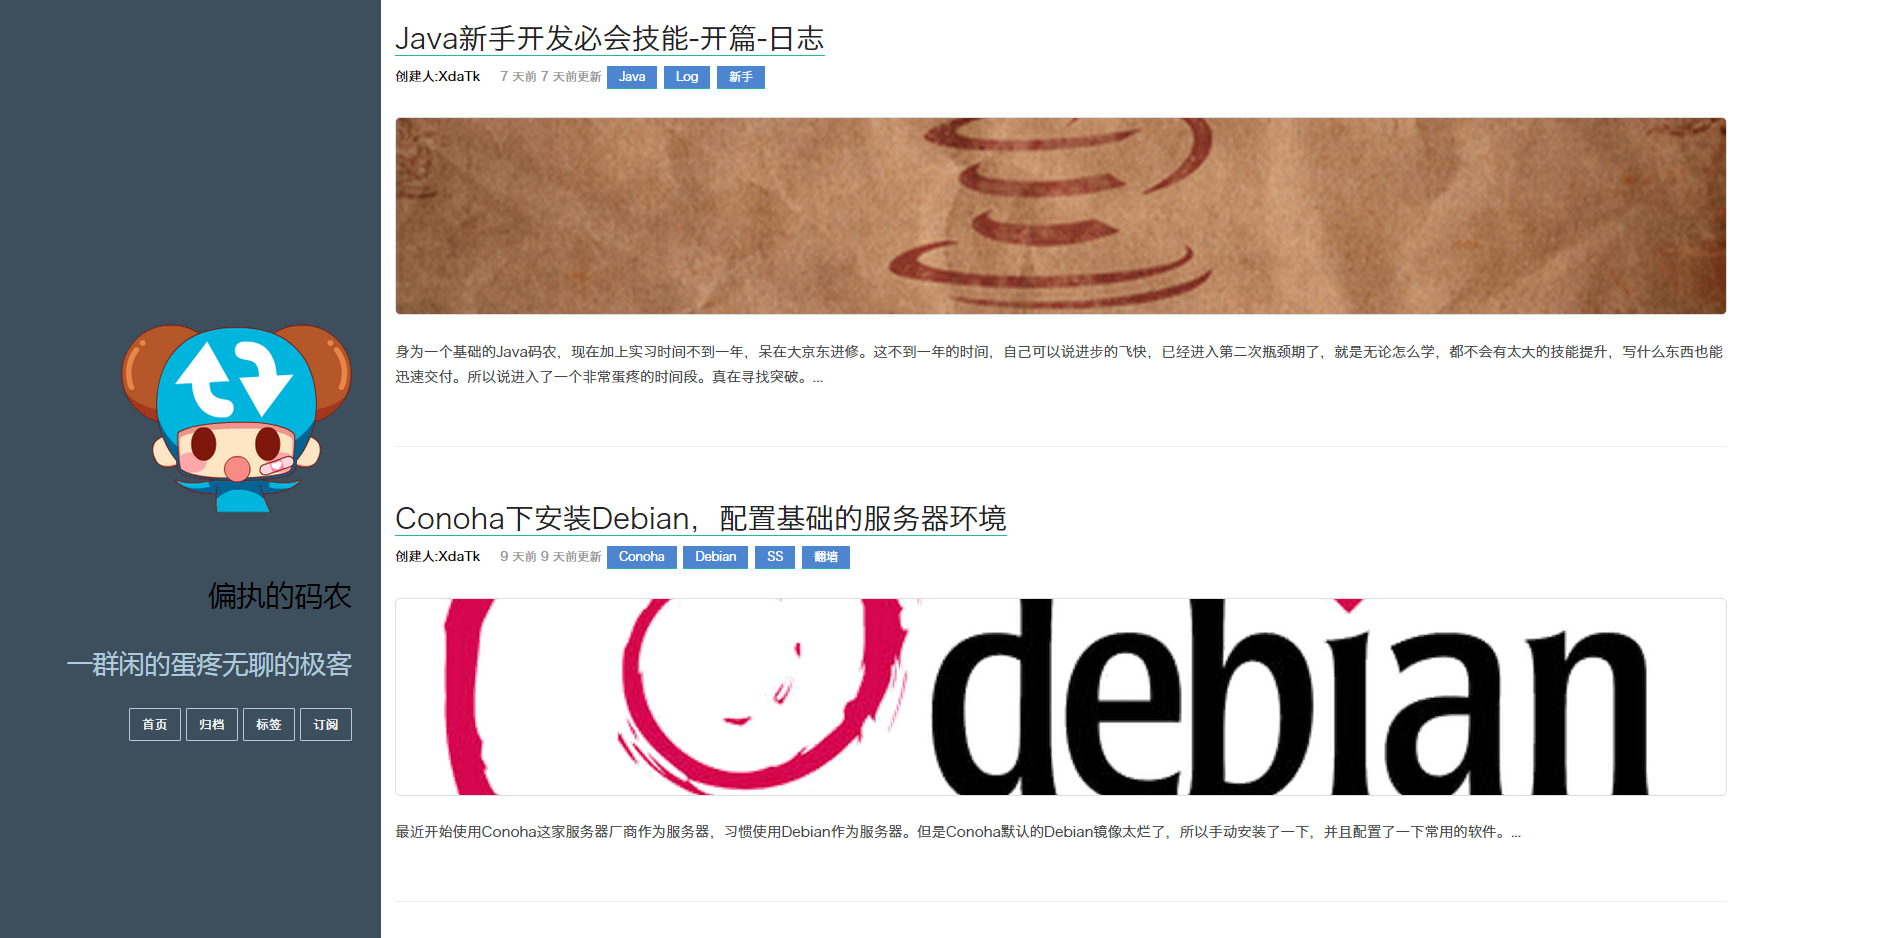 偏执的码农
一群闲的蛋疼无聊的极客
首页 归档 标签 订阅
Java新手开发必会技能-开篇-日志
创建人:XdaTk 7 天前 7 天前更新 Java Log 新手
身为一个基础的Java码农，现在加上实习时间不到一年，呆在大京东进修。这不到一年的时间，自己可以说进步的飞快，已经进入第二次瓶颈期了，就是无论怎么学，都不会有太大的技能提升，写什么东西也能
迅速交付。所以说进入了一个非常蛋疼的时间段。真在寻找突破。...
Conoha下安装Debian，配置基础的服务器环境
创建人:XdaTk 9 天前 9 天前更新 Conoha Debian SS 翻墙
debian
最近开始使用Conoha这家服务器厂商作为服务器，习惯使用Debian作为服务器。但是Conoha默认的Debian镜像太烂了，所以手动安装了一下，并且配置了一下常用的软件。...